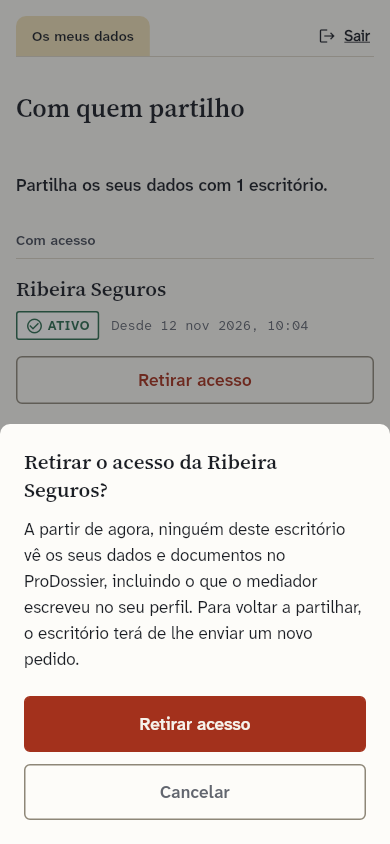 Os meus dados
Sair
Com quem partilho
Partilha os seus dados com 1 escritório.
Com acesso
Ribeira Seguros
ATIVO
Desde 12 nov 2026, 10:04
Retirar acesso
Retirar o acesso da Ribeira
Seguros?
A partir de agora, ninguém deste escritório
vê os seus dados e documentos no
ProDossier, incluindo o que o mediador
escreveu no seu perfil. Para voltar a partilhar,
o escritório terá de lhe enviar um novo
pedido.
Retirar acesso
Cancelar